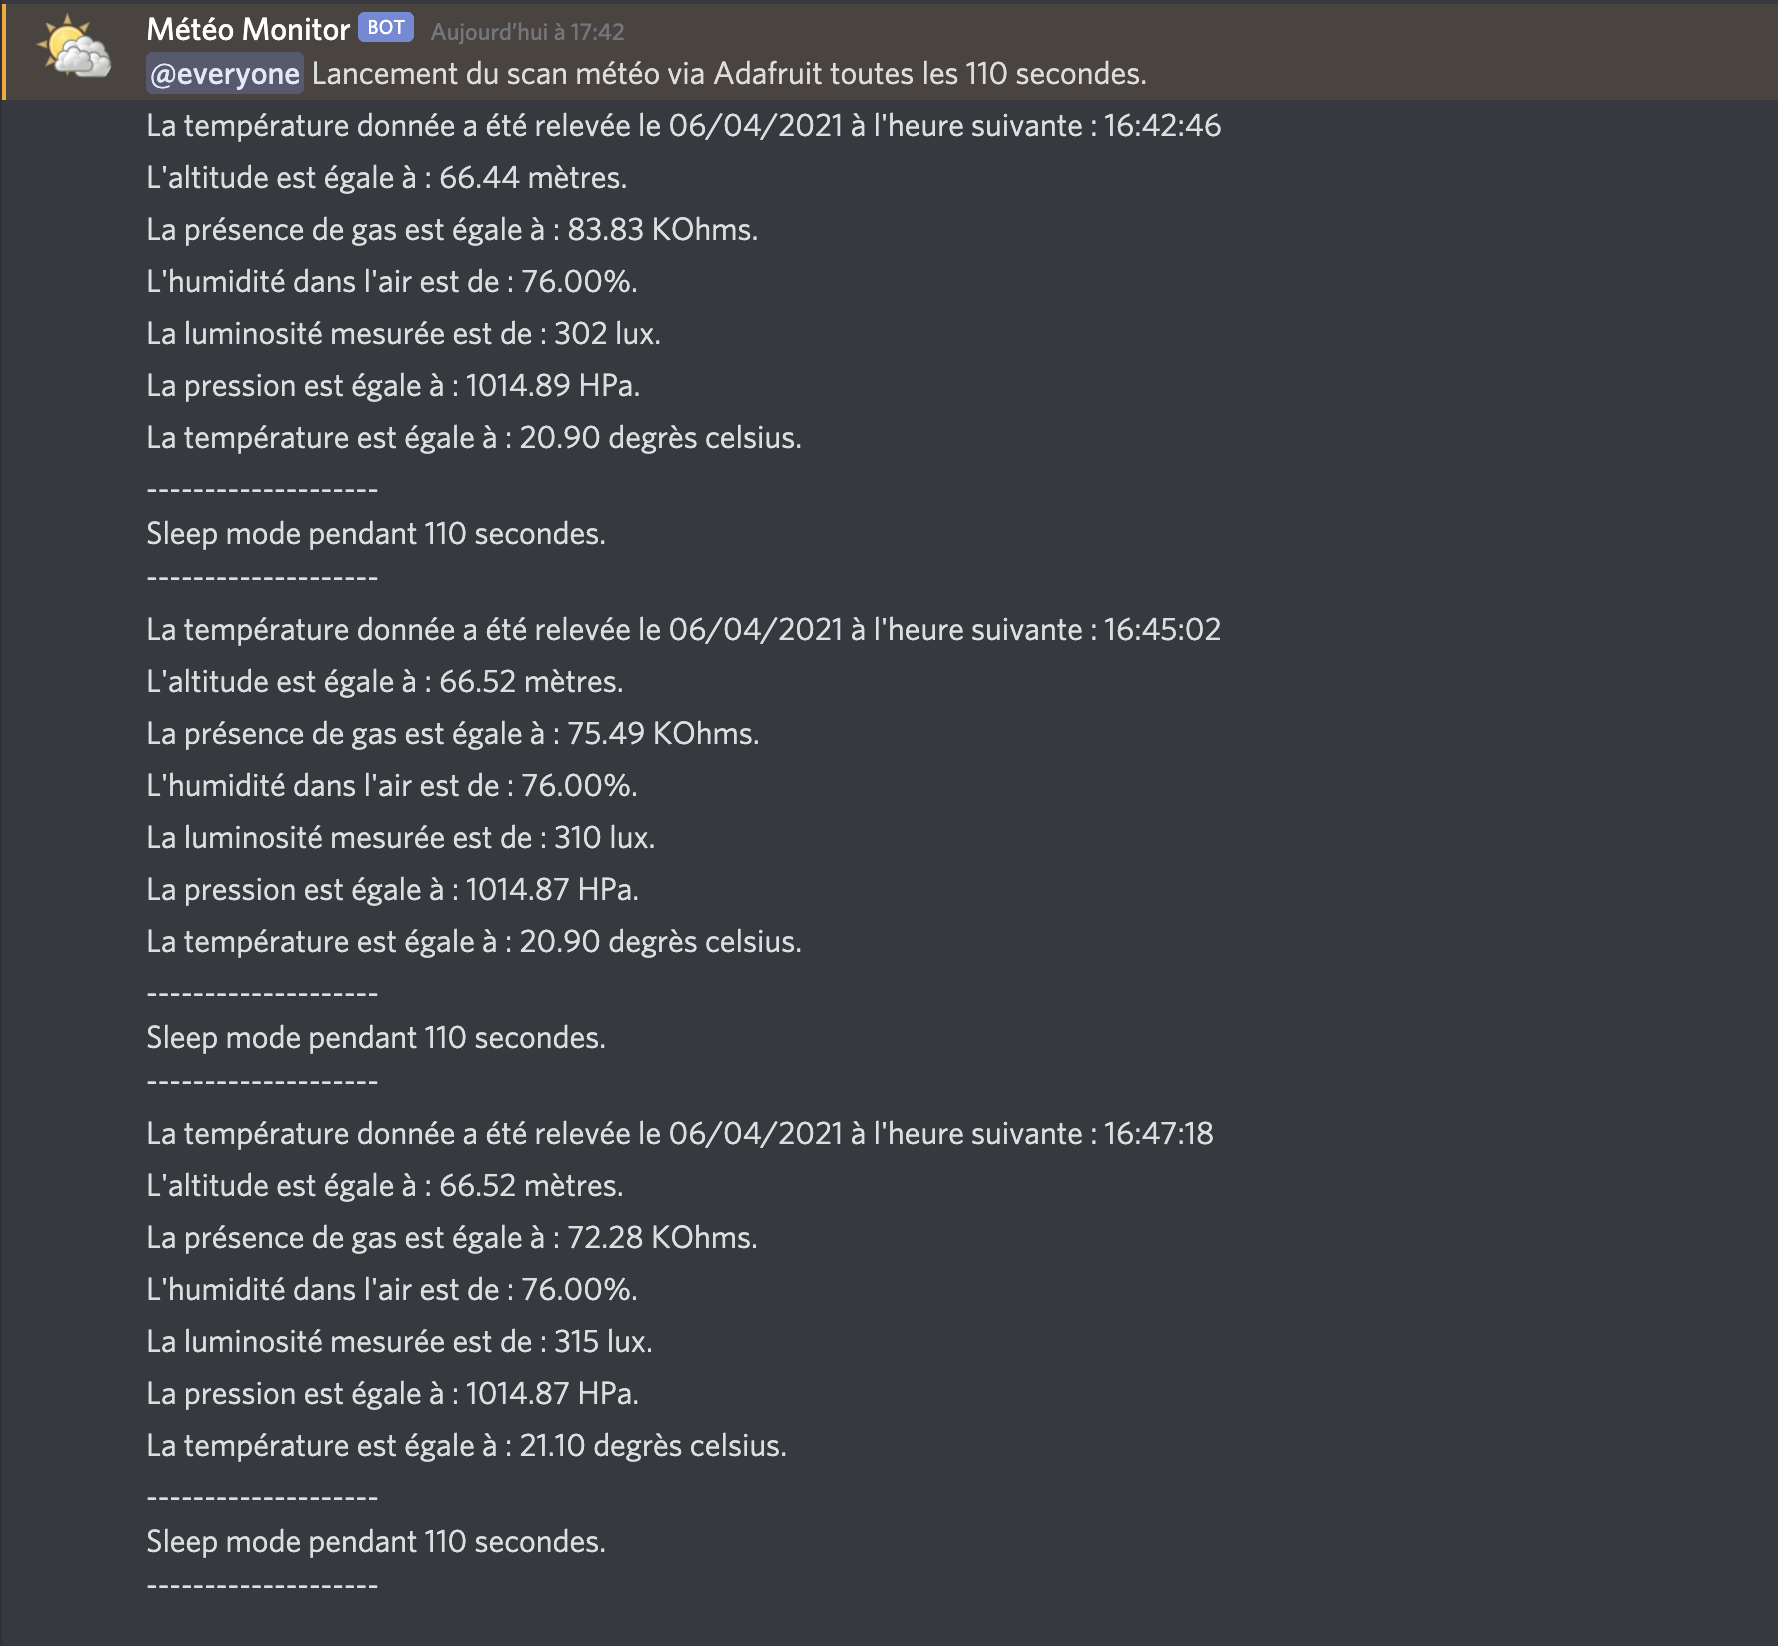 Météo Monitor BOT Aujourd'hui à 17:42
@everyone Lancement du scan météo via Adafruit toutes les 110 secondes.
La température donnée a été relevée le 06/04/2021 à l'heure suivante : 16:42:46
L'altitude est égale à : 66.44 mètres.
La présence de gas est égale à : 83.83 KOhms.
L'humidité dans l'air est de : 76.00%.
La luminosité mesurée est de : 302 lux.
La pression est égale à : 1014.89 HPa.
La température est égale à : 20.90 degrès celsius.
--------------------
Sleep mode pendant 110 secondes.
--------------------
La température donnée a été relevée le 06/04/2021 à l'heure suivante : 16:45:02
L'altitude est égale à : 66.52 mètres.
La présence de gas est égale à : 75.49 KOhms.
L'humidité dans l'air est de : 76.00%.
La luminosité mesurée est de : 310 lux.
La pression est égale à : 1014.87 HPa.
La température est égale à : 20.90 degrès celsius.
--------------------
Sleep mode pendant 110 secondes.
--------------------
La température donnée a été relevée le 06/04/2021 à l'heure suivante : 16:47:18
L'altitude est égale à : 66.52 mètres.
La présence de gas est égale à : 72.28 KOhms.
L'humidité dans l'air est de : 76.00%.
La luminosité mesurée est de : 315 lux.
La pression est égale à : 1014.87 HPa.
La température est égale à : 21.10 degrès celsius.
--------------------
Sleep mode pendant 110 secondes.
--------------------